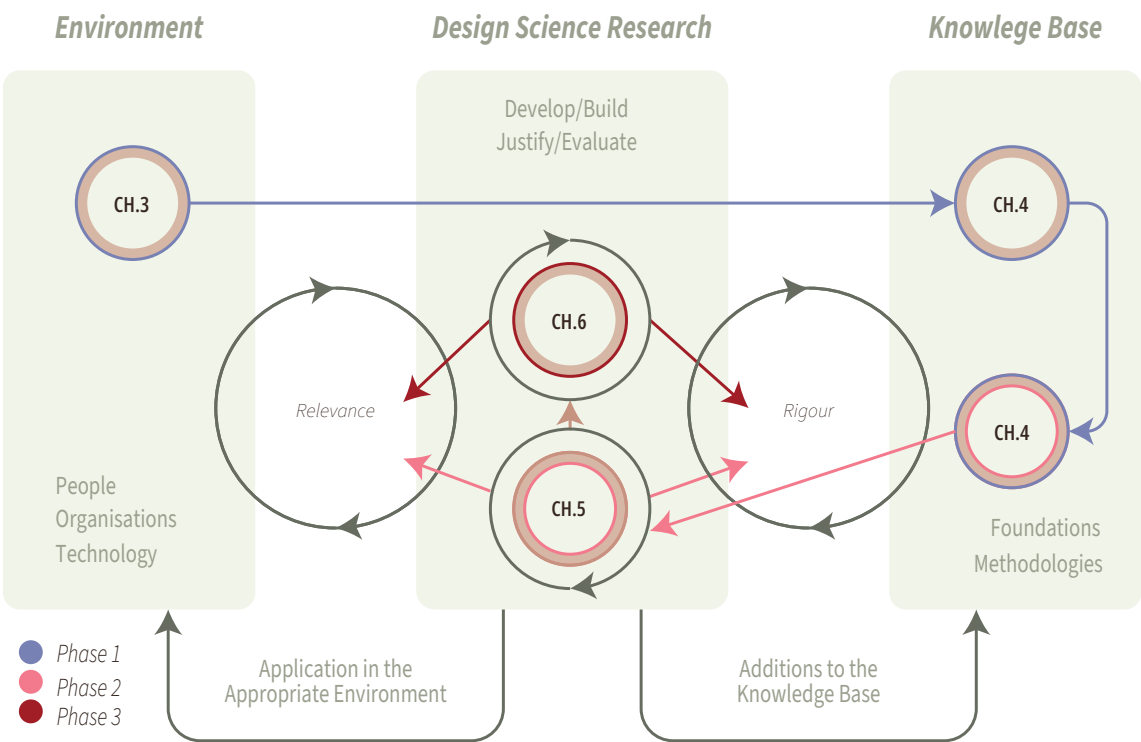 Environment
Design Science Research
Knowlege Base
Develop/Build
Justify/Evaluate
CH.3
CH.4
CH.6
Relevance
Rigour
CH.4
CH.5
People
Organisations
Technology
Foundations
Methodologies
Phase 1
Phase 2
Phase 3
Application in the
Appropriate Environment
Additions to the
Knowledge Base